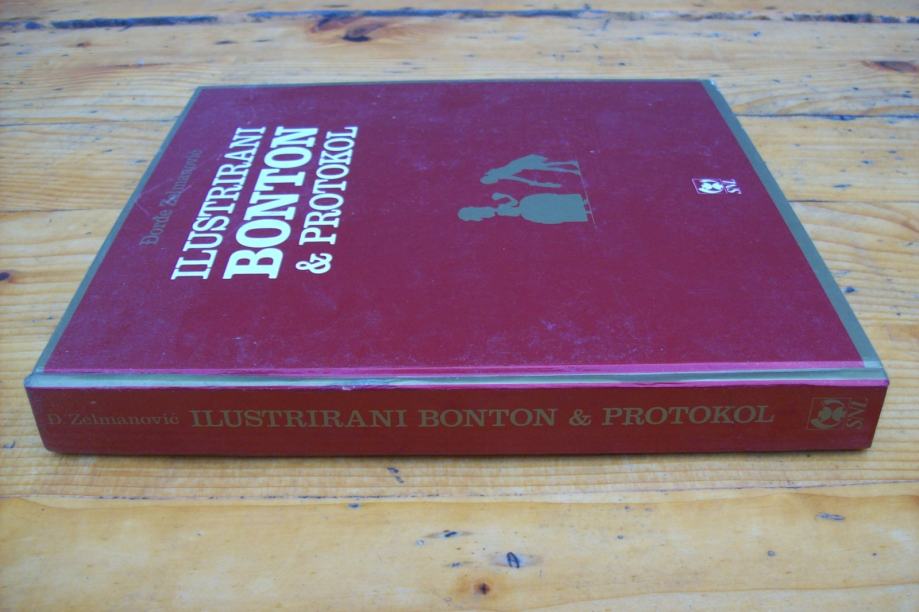 Đorđe Zelmanović
ILUSTRIRANI
BONTON
& PROTOKOL
SNL
Đ. Zelmanović ILUSTRIRANI BONTON & PROTOKOL SNL